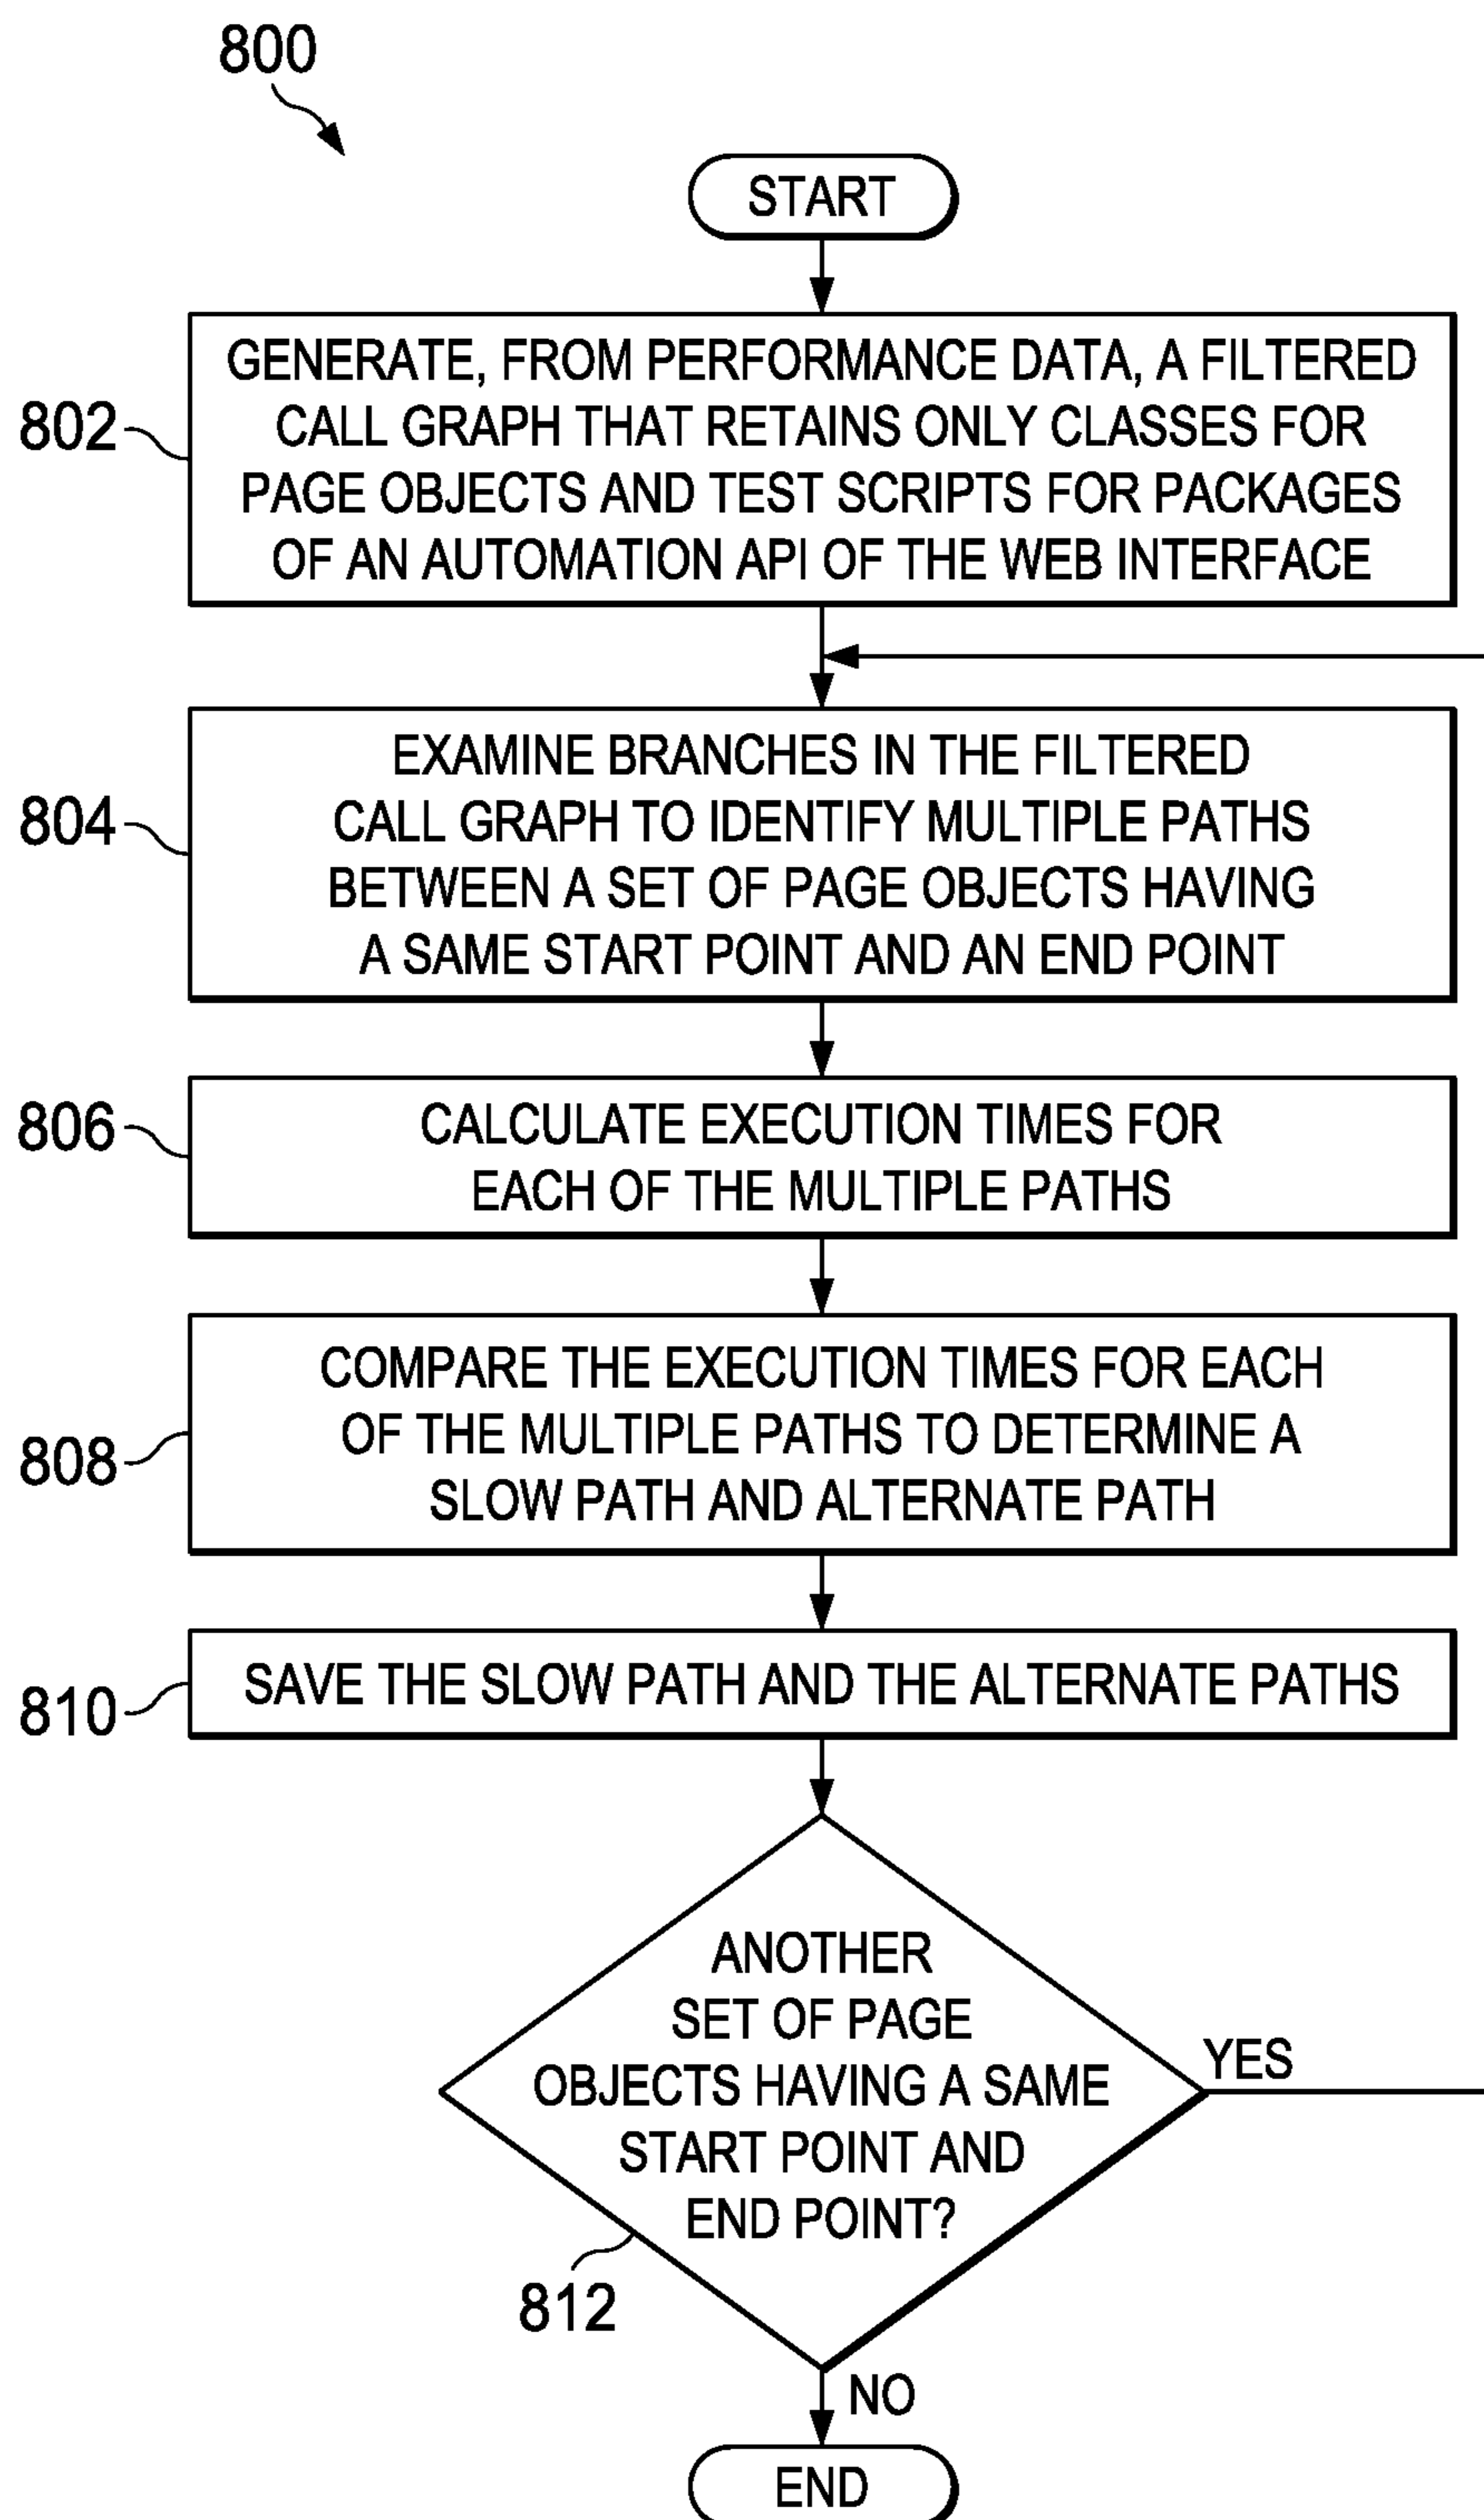 800
START
802
GENERATE, FROM PERFORMANCE DATA, A FILTERED
CALL GRAPH THAT RETAINS ONLY CLASSES FOR
PAGE OBJECTS AND TEST SCRIPTS FOR PACKAGES
OF AN AUTOMATION API OF THE WEB INTERFACE
804
EXAMINE BRANCHES IN THE FILTERED
CALL GRAPH TO IDENTIFY MULTIPLE PATHS
BETWEEN A SET OF PAGE OBJECTS HAVING
A SAME START POINT AND AN END POINT
806
CALCULATE EXECUTION TIMES FOR
EACH OF THE MULTIPLE PATHS
808
COMPARE THE EXECUTION TIMES FOR EACH
OF THE MULTIPLE PATHS TO DETERMINE A
SLOW PATH AND ALTERNATE PATH
810
SAVE THE SLOW PATH AND THE ALTERNATE PATHS
ANOTHER
SET OF PAGE
OBJECTS HAVING A SAME
START POINT AND
END POINT?
YES
812
NO
END